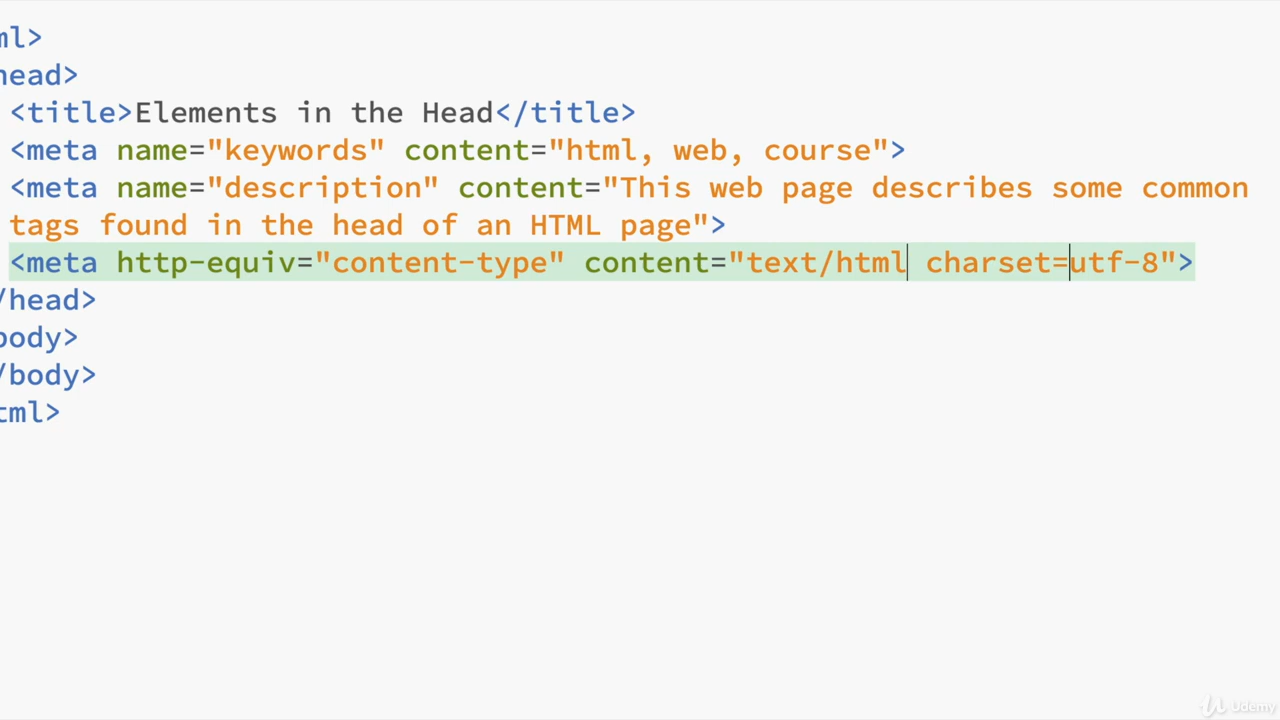 ml>
head>
<title>Elements in the Head</title>
<meta name="keywords" content="html, web, course">
<meta name="description" content="This web page describes some common
tags found in the head of an HTML page">
<meta http-equiv="content-type" content="text/html charset=utf-8">
/head>
body>
/body>
tml>
Udemy